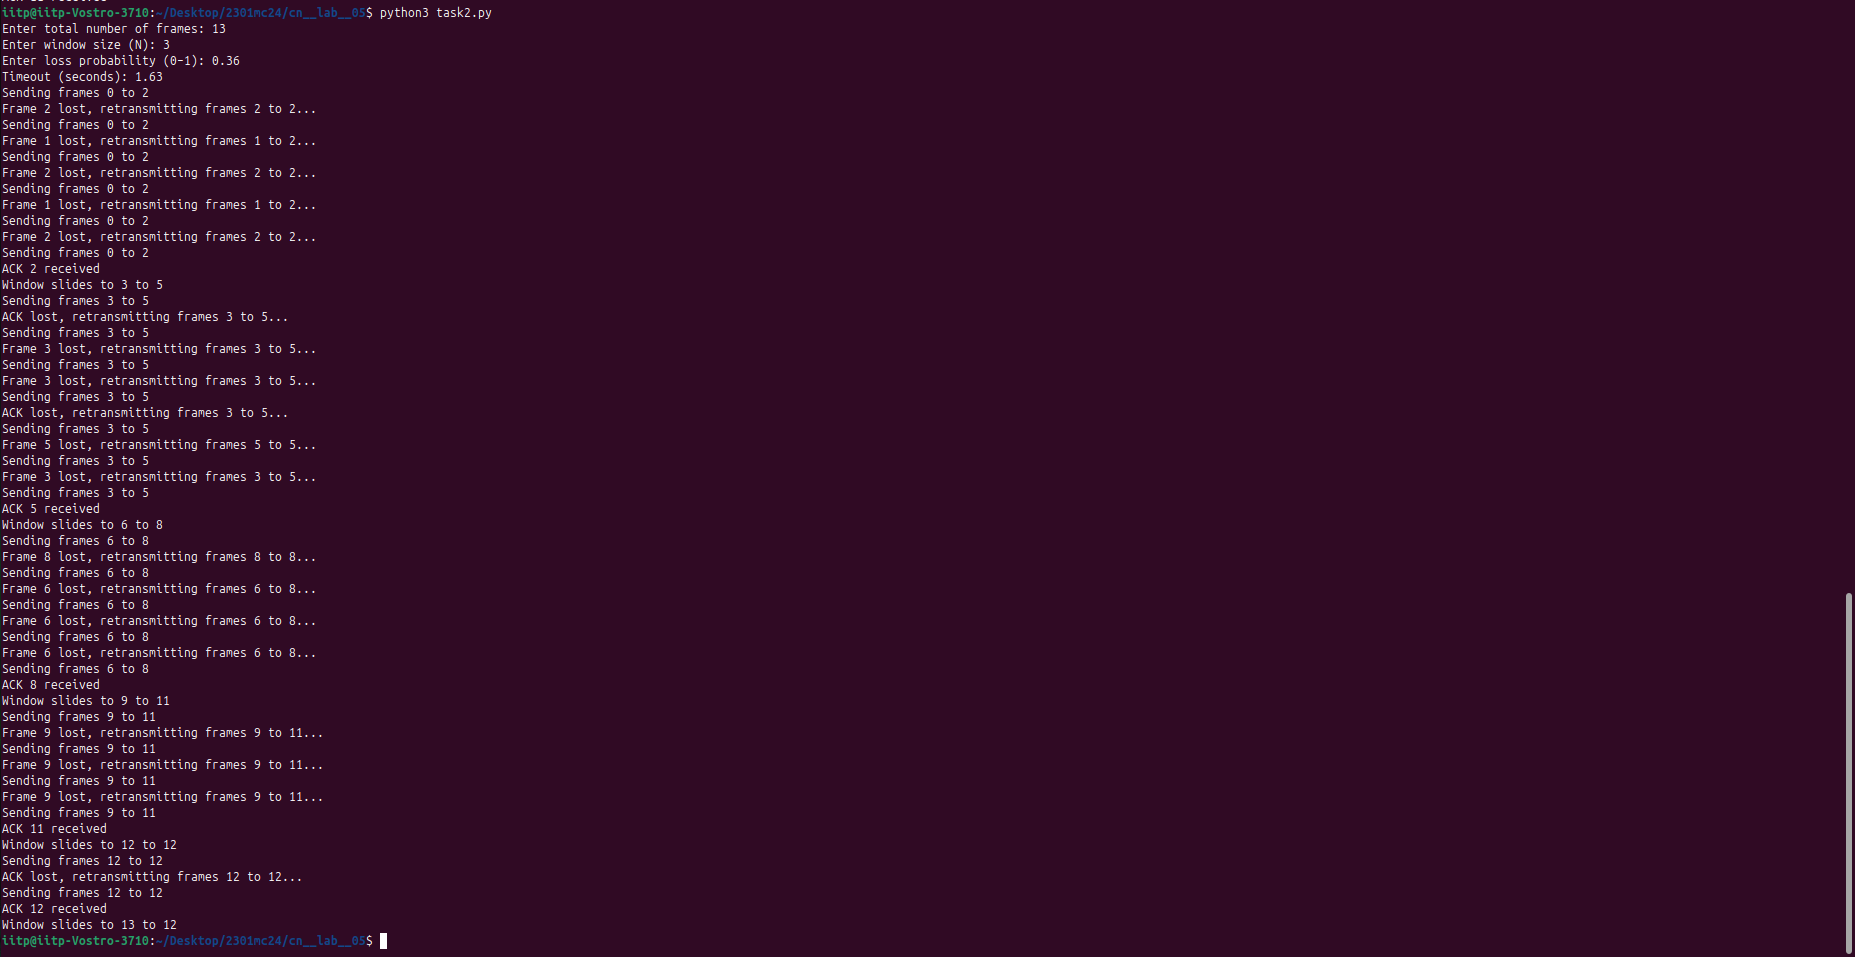 iitp@iitp-Vostro-3710:~/Desktop/2301mc24/cn__lab__05$ python3 task2.py
Enter total number of frames: 13
Enter window size (N): 3
Enter loss probability (0-1): 0.36
Timeout (seconds): 1.63
Sending frames 0 to 2
Frame 2 lost, retransmitting frames 2 to 2...
Sending frames 0 to 2
Frame 1 lost, retransmitting frames 1 to 2...
Sending frames 0 to 2
Frame 2 lost, retransmitting frames 2 to 2...
Sending frames 0 to 2
Frame 1 lost, retransmitting frames 1 to 2...
Sending frames 0 to 2
Frame 2 lost, retransmitting frames 2 to 2...
Sending frames 0 to 2
ACK 2 received
Window slides to 3 to 5
Sending frames 3 to 5
ACK lost, retransmitting frames 3 to 5...
Sending frames 3 to 5
Frame 3 lost, retransmitting frames 3 to 5...
Sending frames 3 to 5
Frame 3 lost, retransmitting frames 3 to 5...
Sending frames 3 to 5
ACK lost, retransmitting frames 3 to 5...
Sending frames 3 to 5
Frame 5 lost, retransmitting frames 5 to 5...
Sending frames 3 to 5
Frame 3 lost, retransmitting frames 3 to 5...
Sending frames 3 to 5
ACK 5 received
Window slides to 6 to 8
Sending frames 6 to 8
Frame 8 lost, retransmitting frames 8 to 8...
Sending frames 6 to 8
Frame 6 lost, retransmitting frames 6 to 8...
Sending frames 6 to 8
Frame 6 lost, retransmitting frames 6 to 8...
Sending frames 6 to 8
Frame 6 lost, retransmitting frames 6 to 8...
Sending frames 6 to 8
ACK 8 received
Window slides to 9 to 11
Sending frames 9 to 11
Frame 9 lost, retransmitting frames 9 to 11...
Sending frames 9 to 11
Frame 9 lost, retransmitting frames 9 to 11...
Sending frames 9 to 11
Frame 9 lost, retransmitting frames 9 to 11...
Sending frames 9 to 11
ACK 11 received
Window slides to 12 to 12
Sending frames 12 to 12
ACK lost, retransmitting frames 12 to 12...
Sending frames 12 to 12
ACK 12 received
Window slides to 13 to 12
iitp@iitp-Vostro-3710:~/Desktop/2301mc24/cn__lab__05$